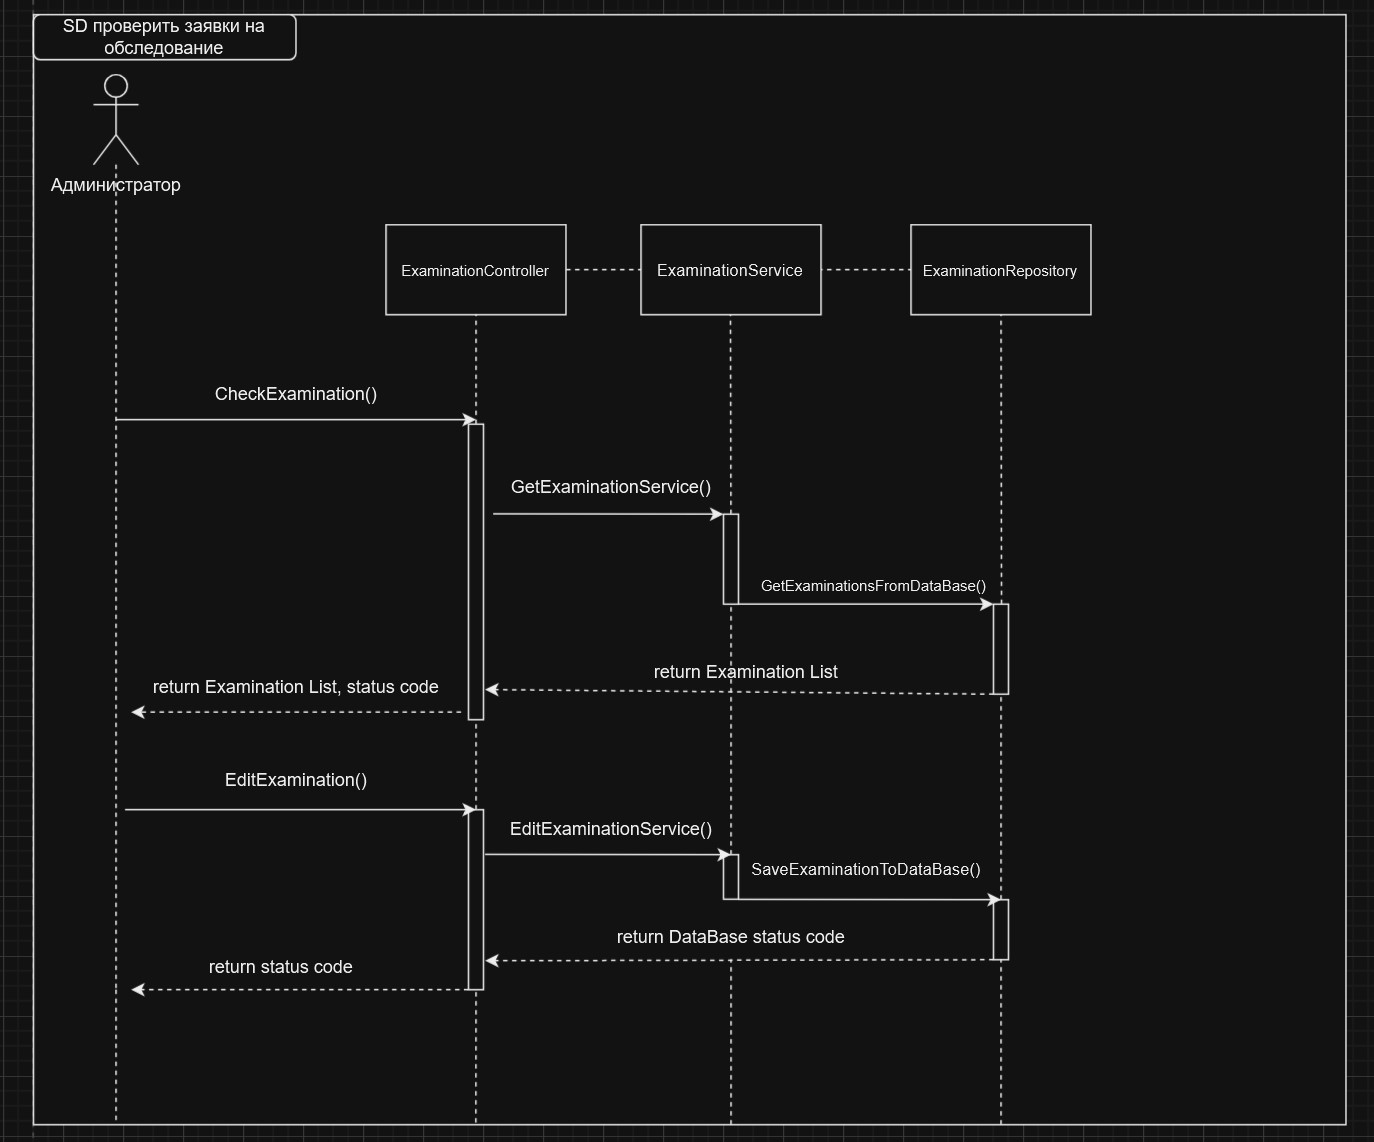 SD проверить заявки на
обследование
Администратор
ExaminationController
ExaminationService
ExaminationRepository
CheckExamination()
GetExaminationService()
GetExaminationsFromDataBase()
return Examination List
return Examination List, status code
EditExamination()
EditExaminationService()
SaveExaminationToDataBase()
return DataBase status code
return status code